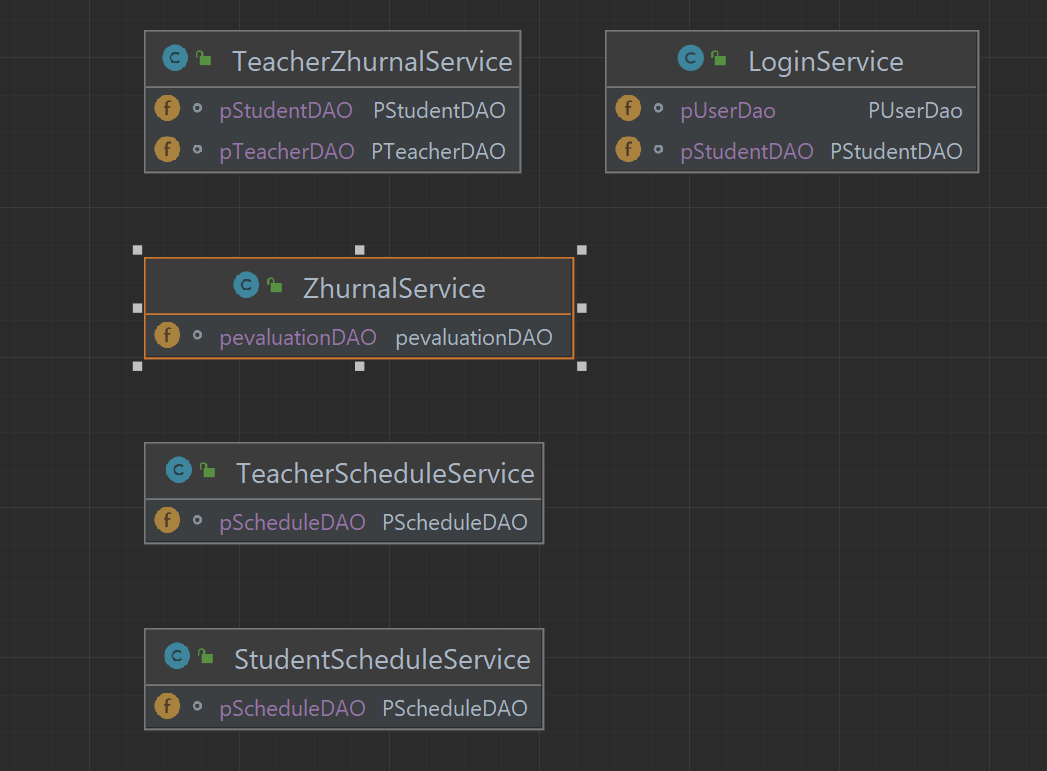 TeacherZhurnalService
pStudentDAO PStudentDAO
pTeacherDAO PTeacherDAO
LoginService
pUserDao PUserDao
pStudentDAO PStudentDAO
ZhurnalService
pevaluationDAO pevaluationDAO
TeacherScheduleService
pScheduleDAO PScheduleDAO
StudentScheduleService
pScheduleDAO PScheduleDAO